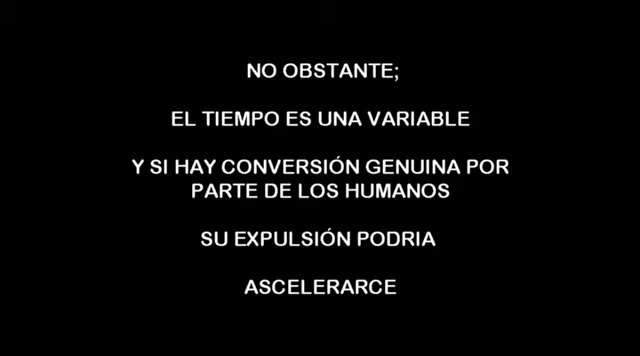 NO OBSTANTE;
EL TIEMPO ES UNA VARIABLE
Y SI HAY CONVERSIÓN GENUINA POR
PARTE DE LOS HUMANOS
SU EXPULSIÓN PODRIA
ASCELERARCE